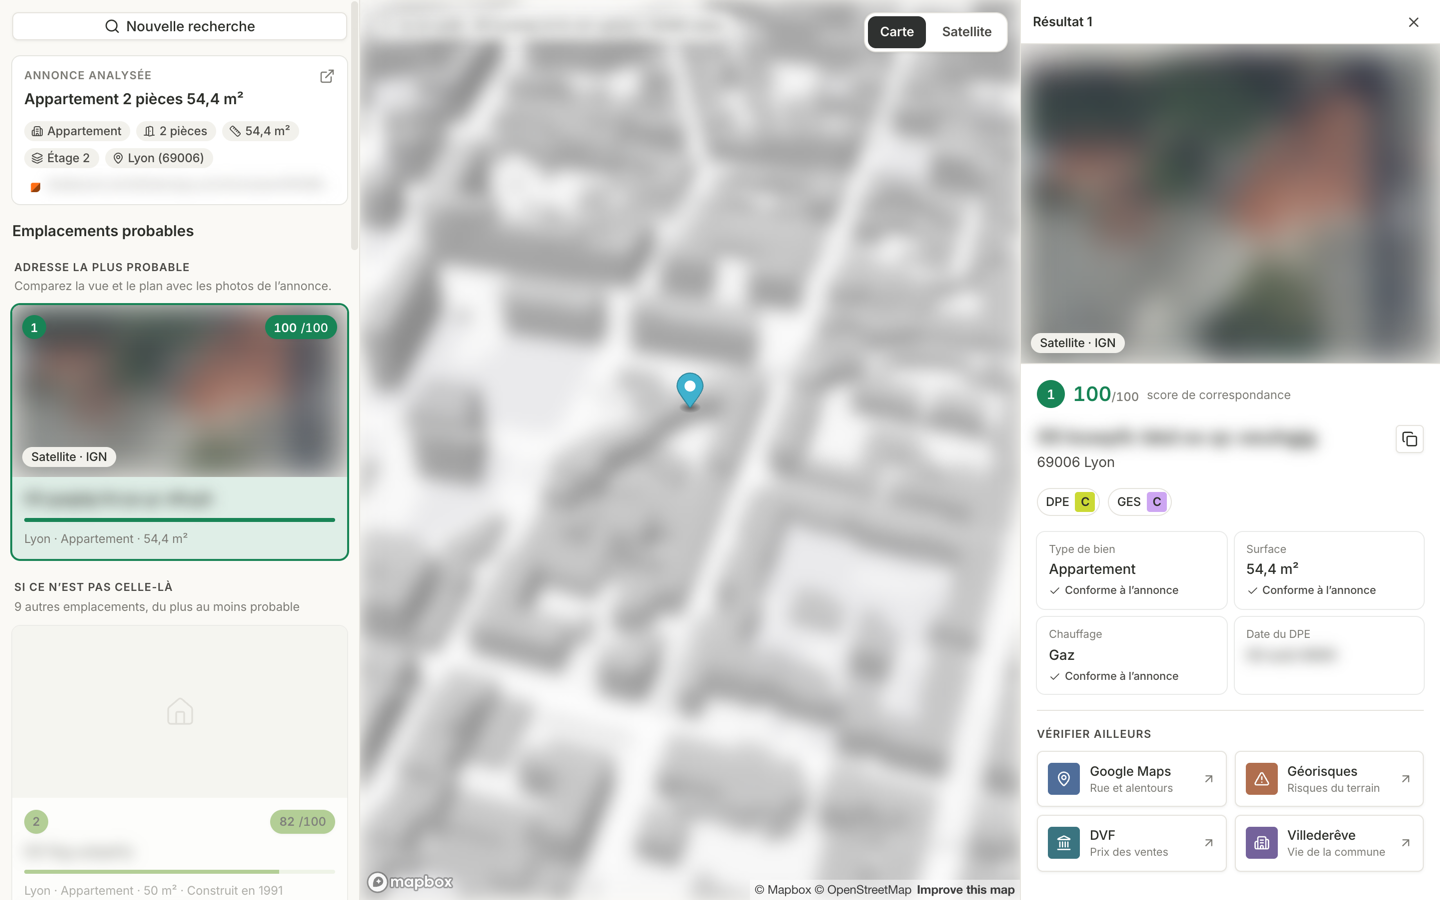 Nouvelle recherche
ANNONCE ANALYSÉE
Appartement 2 pièces 54,4 m²
Appartement
2 pièces
54,4 m²
Étage 2
Lyon (69006)
Emplacements probables
ADRESSE LA PLUS PROBABLE
Comparez la vue et le plan avec les photos de l’annonce.
1
100 /100
Satellite · IGN
Lyon · Appartement · 54,4 m²
SI CE N’EST PAS CELLE-LÀ
9 autres emplacements, du plus au moins probable
2
82 /100
Lyon · Appartement · 50 m² · Construit en 1991
Carte
Satellite
mapbox
© Mapbox © OpenStreetMap Improve this map
Résultat 1
Satellite · IGN
1
100/100 score de correspondance
69006 Lyon
DPE C
GES C
Type de bien
Appartement
Conforme à l’annonce
Surface
54,4 m²
Conforme à l’annonce
Chauffage
Gaz
Conforme à l’annonce
Date du DPE
VÉRIFIER AILLEURS
Google Maps
Rue et alentours
Géorisques
Risques du terrain
DVF
Prix des ventes
Villederêve
Vie de la commune